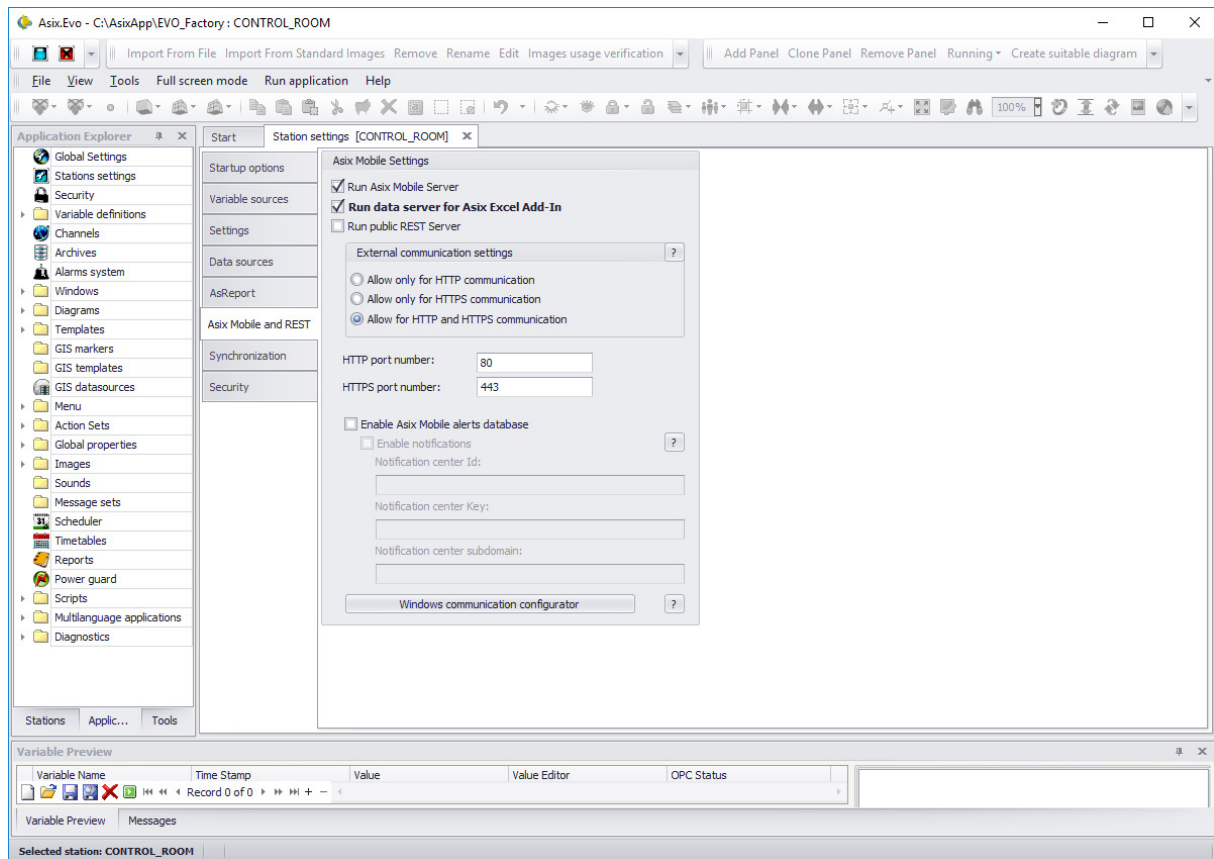 Asix.Evo - C:\AsixApp\EVO_Factory : CONTROL_ROOM
Import From File Import From Standard Images Remove Rename Edit Images usage verification Add Panel Clone Panel Remove Panel Running Create suitable diagram
File View Tools Full screen mode Run application Help
100%
Application Explorer
Global Settings
Stations settings
Security
Variable definitions
Channels
Archives
Alarms system
Windows
Diagrams
Templates
GIS markers
GIS templates
GIS datasources
Menu
Action Sets
Global properties
Images
Sounds
Message sets
31 Scheduler
Timetables
Reports
Power guard
Scripts
Multilanguage applications
Diagnostics
Stations Applic... Tools
Start Station settings [CONTROL_ROOM]
Startup options
Variable sources
Settings
Data sources
AsReport
Asix Mobile and REST
Synchronization
Security
Asix Mobile Settings
Run Asix Mobile Server
Run data server for Asix Excel Add-In
Run public REST Server
External communication settings ?
Allow only for HTTP communication
Allow only for HTTPS communication
Allow for HTTP and HTTPS communication
HTTP port number: 80
HTTPS port number: 443
Enable Asix Mobile alerts database
Enable notifications ?
Notification center Id:
Notification center Key:
Notification center subdomain:
Windows communication configurator ?
Variable Preview
Variable Name Time Stamp Value Value Editor OPC Status
Record 0 of 0
Variable Preview Messages
Selected station: CONTROL_ROOM